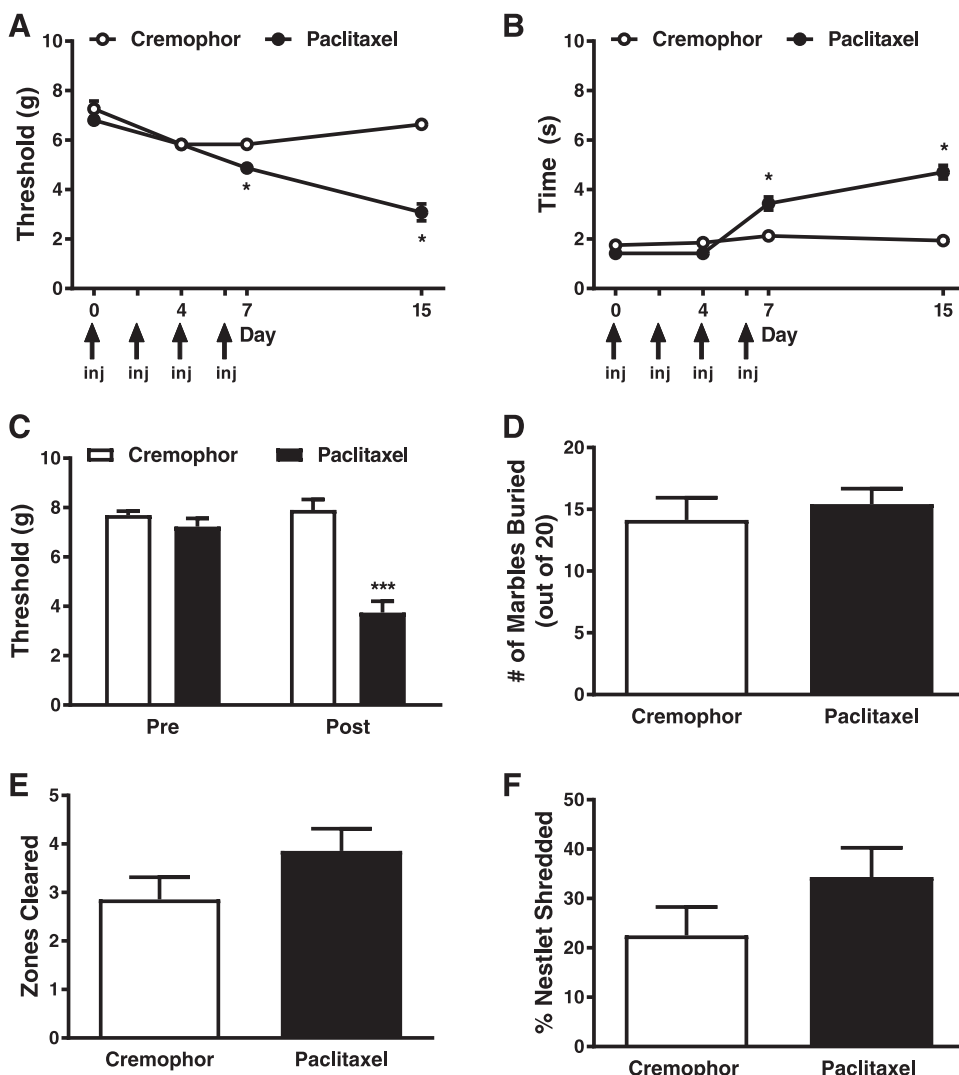 A
Cremophor Paclitaxel
Threshold (g)
10
8
6
4
2
0
*
*
0 4 7 15
Day
inj inj inj inj
B
Cremophor Paclitaxel
Time (s)
10
8
6
4
2
0
*
*
0 4 7 15
Day
inj inj inj inj
C
Cremophor Paclitaxel
Threshold (g)
10
8
6
4
2
0
***
Pre Post
D
# of Marbles Buried
(out of 20)
20
15
10
5
0
Cremophor Paclitaxel
E
Zones Cleared
5
4
3
2
1
0
Cremophor Paclitaxel
F
% Nestlet Shredded
50
40
30
20
10
0
Cremophor Paclitaxel